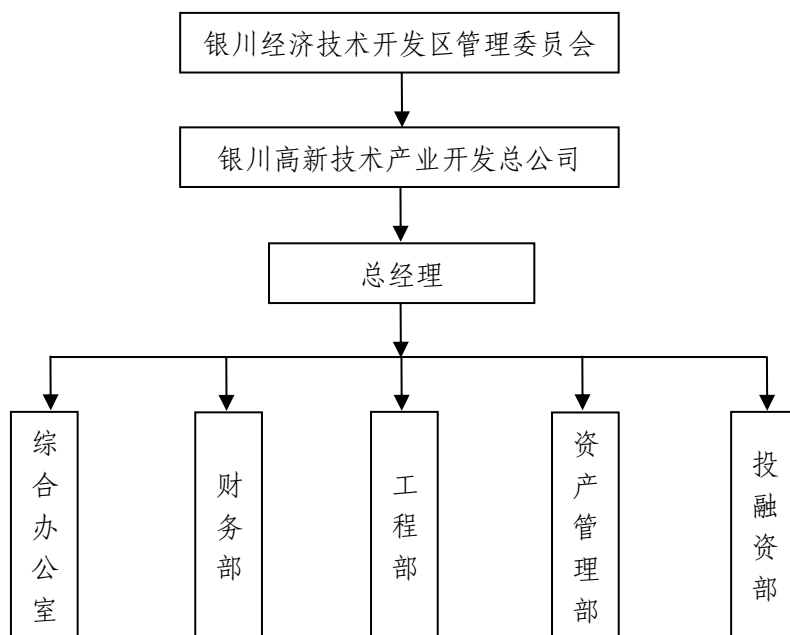 银川经济技术开发区管理委员会
银川高新技术产业开发总公司
总经理
综合办公室
财务部
工程部
资产管理部
投融资部